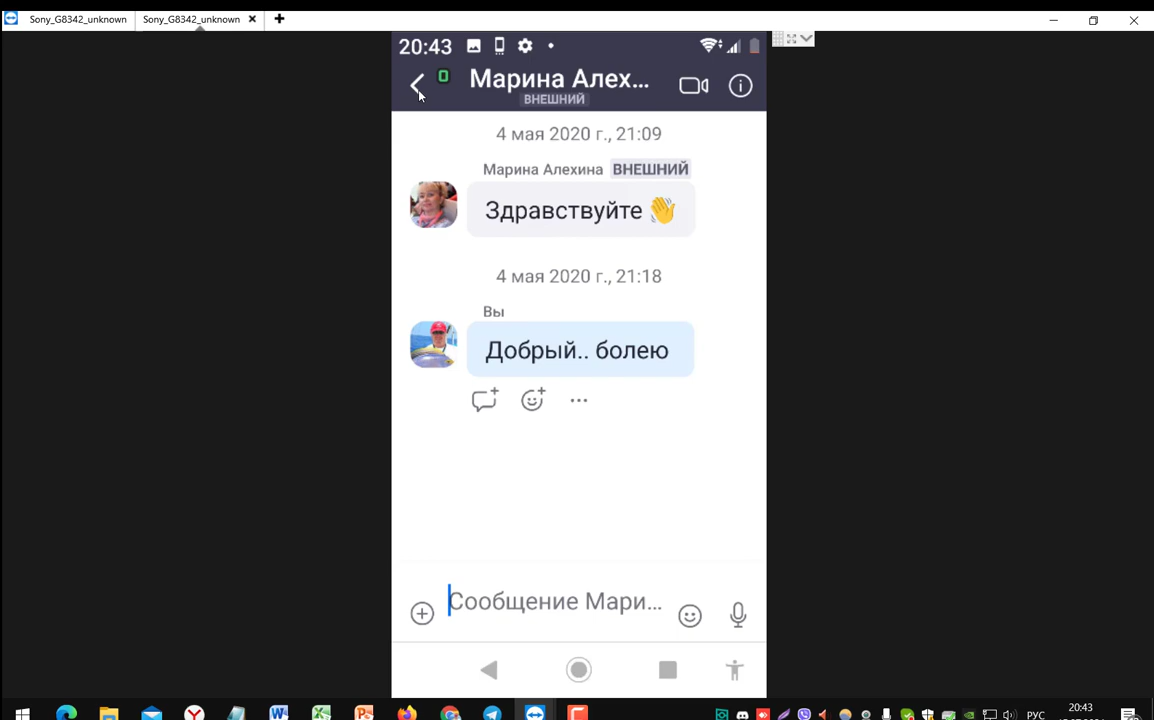 Sony_G8342_unknown
Sony_G8342_unknown
20:43
0
Марина Алех...
ВНЕШНИЙ
4 мая 2020 г., 21:09
Марина Алехина ВНЕШНИЙ
Здравствуйте 👋
4 мая 2020 г., 21:18
Вы
Добрый.. болею
Сообщение Мари...
РУС
20:43